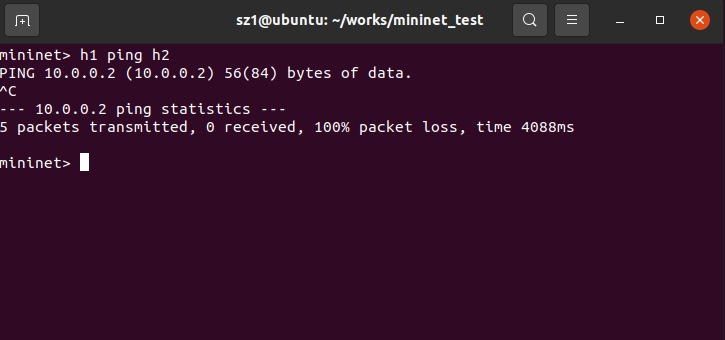 sz1@ubuntu: ~/works/mininet_test
mininet> h1 ping h2
PING 10.0.0.2 (10.0.0.2) 56(84) bytes of data.
^C
--- 10.0.0.2 ping statistics ---
5 packets transmitted, 0 received, 100% packet loss, time 4088ms
mininet>